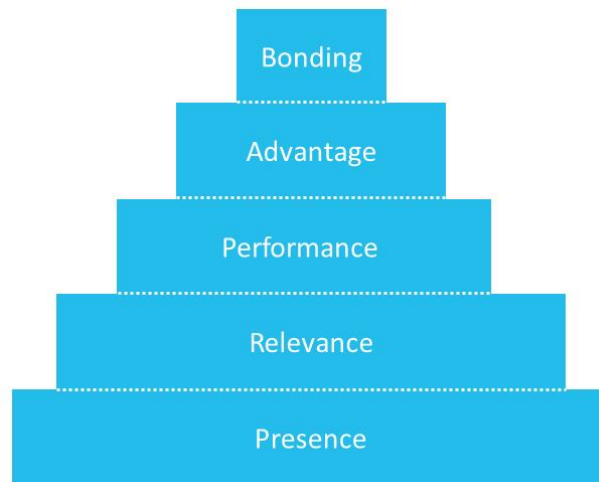 Bonding
Advantage
Performance
Relevance
Presence